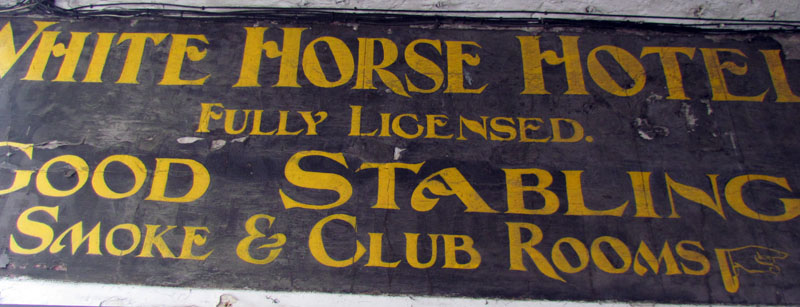 WHITE HORSE HOTEL
FULLY LICENSED.
GOOD STABLING
SMOKE & CLUB ROOMS